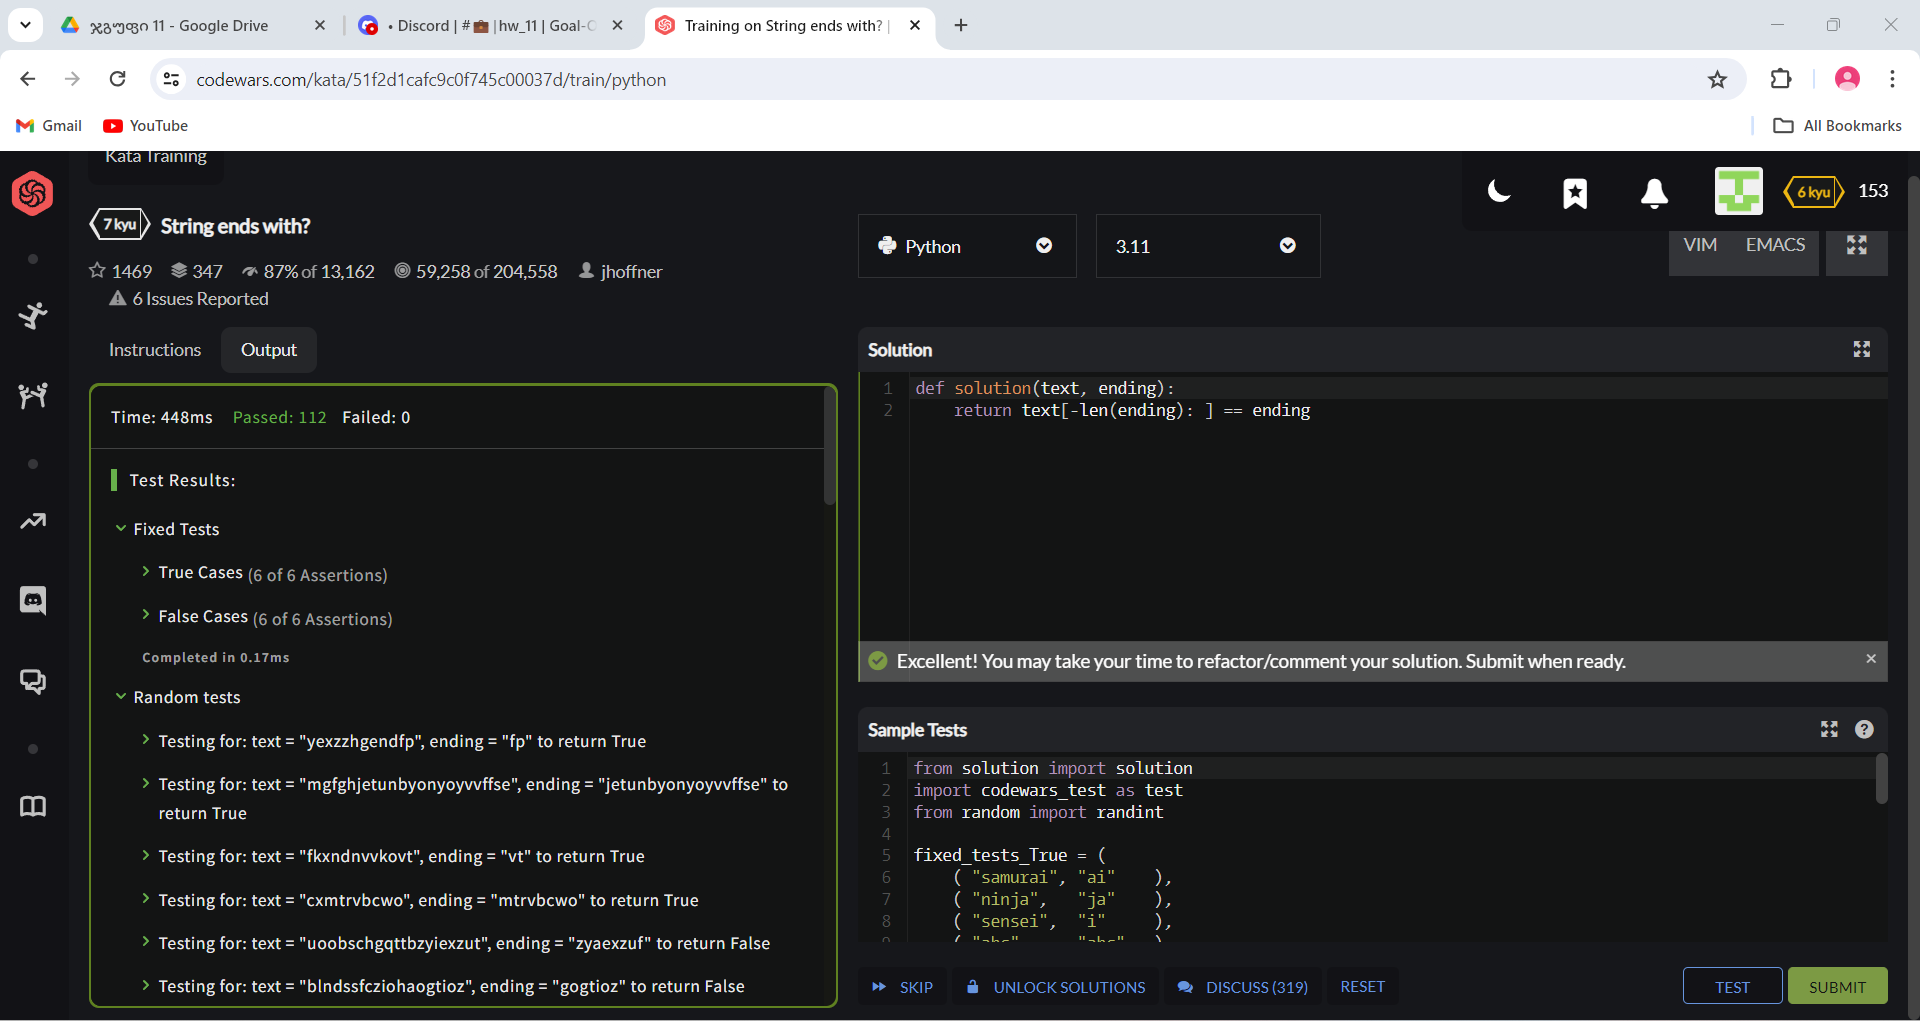 ჯგუფი 11 - Google Drive
• Discord | # |hw_11 | Goal-O
Training on String ends with? |
codewars.com/kata/51f2d1cafc9c0f745c00037d/train/python
Gmail
YouTube
All Bookmarks
Kata Training
6 kyu
153
7 kyu
String ends with?
1469
347
87% of 13,162
59,258 of 204,558
jhoffner
6 Issues Reported
Python
3.11
VIM
EMACS
Instructions
Output
Time: 448ms Passed: 112 Failed: 0
Test Results:
Fixed Tests
True Cases (6 of 6 Assertions)
False Cases (6 of 6 Assertions)
Completed in 0.17ms
Random tests
Testing for: text = "yexzzhgendfp", ending = "fp" to return True
Testing for: text = "mgfghjetunbyonyoyvvffse", ending = "jetunbyonyoyvvffse" to
return True
Testing for: text = "fkxndnvvkovt", ending = "vt" to return True
Testing for: text = "cxmtrvbcwo", ending = "mtrvbcwo" to return True
Testing for: text = "uoobschgqttbzyiexzut", ending = "zyaexzuf" to return False
Testing for: text = "blndssfcziohaogtioz", ending = "gogtioz" to return False
Solution
1 def solution(text, ending):
2 return text[-len(ending): ] == ending
Excellent! You may take your time to refactor/comment your solution. Submit when ready.
Sample Tests
1 from solution import solution
2 import codewars_test as test
3 from random import randint
4
5 fixed_tests_True = (
6 ( "samurai", "ai" ),
7 ( "ninja", "ja" ),
8 ( "sensei", "i" ),
9 ( "abc", "abc" ),
SKIP
UNLOCK SOLUTIONS
DISCUSS (319)
RESET
TEST
SUBMIT